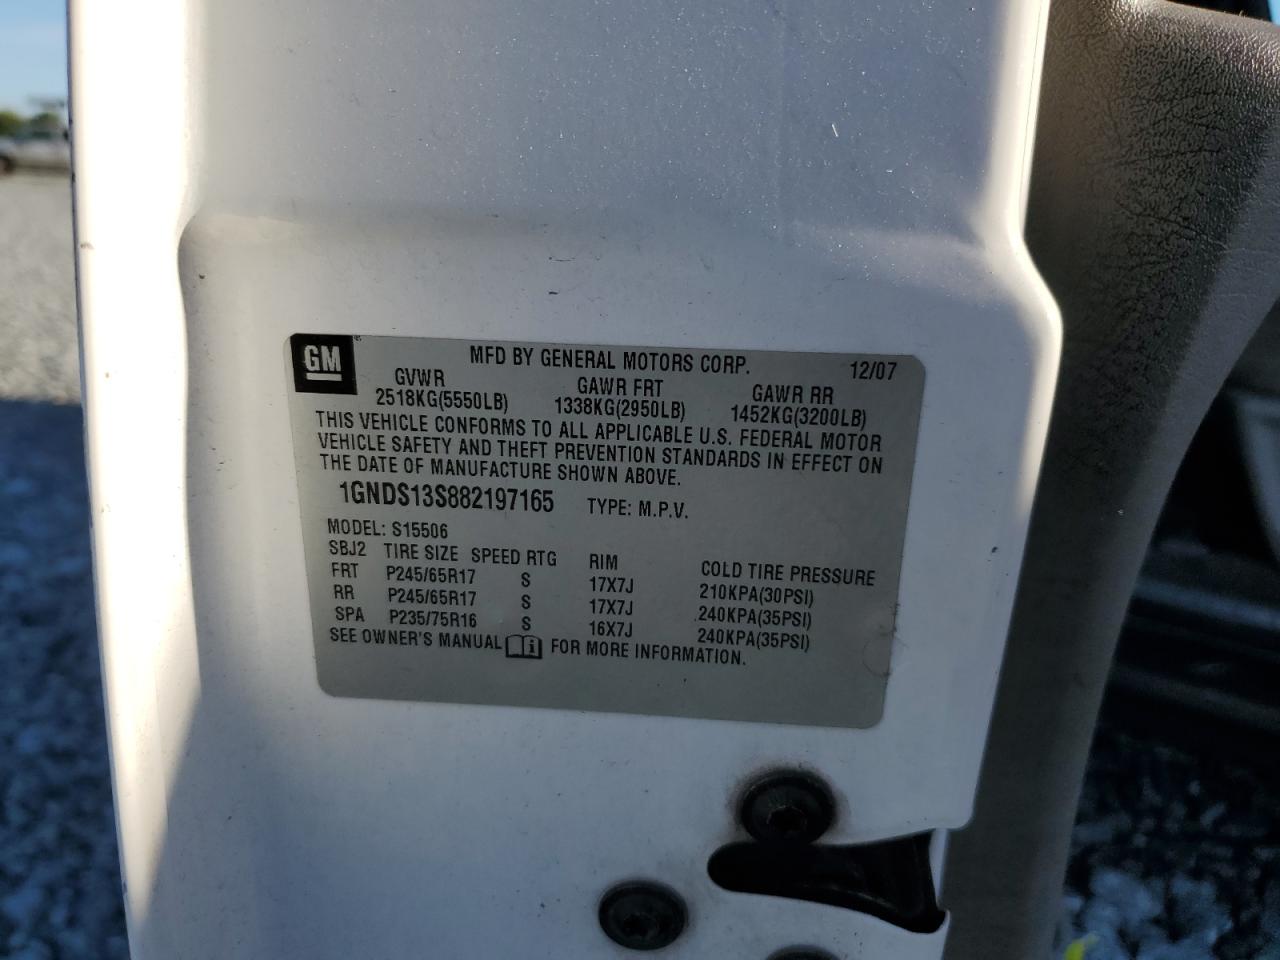 GM
MFD BY GENERAL MOTORS CORP. 12/07
GVWR GAWR FRT GAWR RR
2518KG(5550LB) 1338KG(2950LB) 1452KG(3200LB)
THIS VEHICLE CONFORMS TO ALL APPLICABLE U.S. FEDERAL MOTOR
VEHICLE SAFETY AND THEFT PREVENTION STANDARDS IN EFFECT ON
THE DATE OF MANUFACTURE SHOWN ABOVE.
1GNDS13S882197165 TYPE: M.P.V.
MODEL: S15506
SBJ2 TIRE SIZE SPEED RTG RIM COLD TIRE PRESSURE
FRT P245/65R17 S 17X7J 210KPA(30PSI)
RR P245/65R17 S 17X7J 240KPA(35PSI)
SPA P235/75R16 S 16X7J 240KPA(35PSI)
SEE OWNER'S MANUAL i FOR MORE INFORMATION.